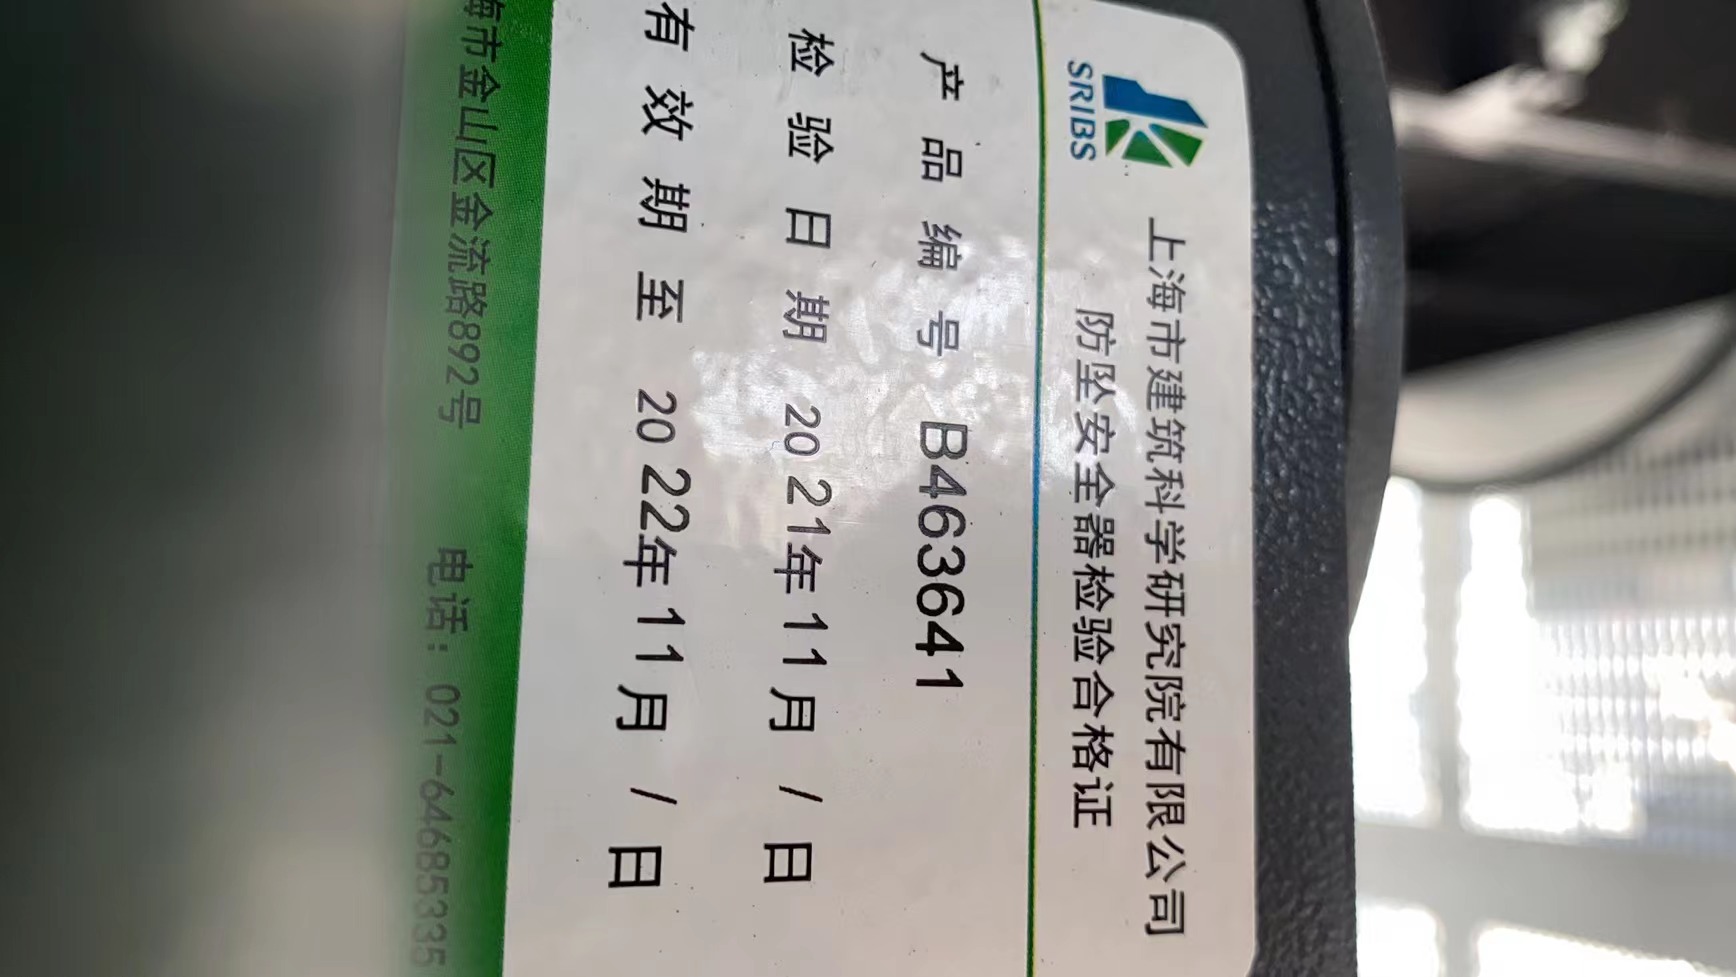 SRIBS
上海市建筑科学研究院有限公司
防坠安全器检验合格证
产品编号 B463641
检验日期 2021年11月/日
有效期至 2022年11月/日
海市金山区金流路892号 电话：021-64685335